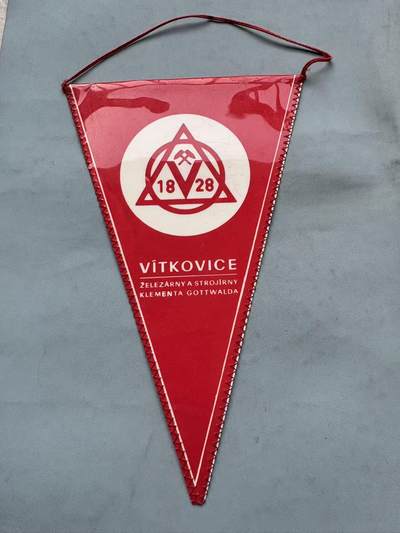 18 V 28
VÍTKOVICE
ŽELEZÁRNY A STROJÍRNY
KLEMENTA GOTTWALDA